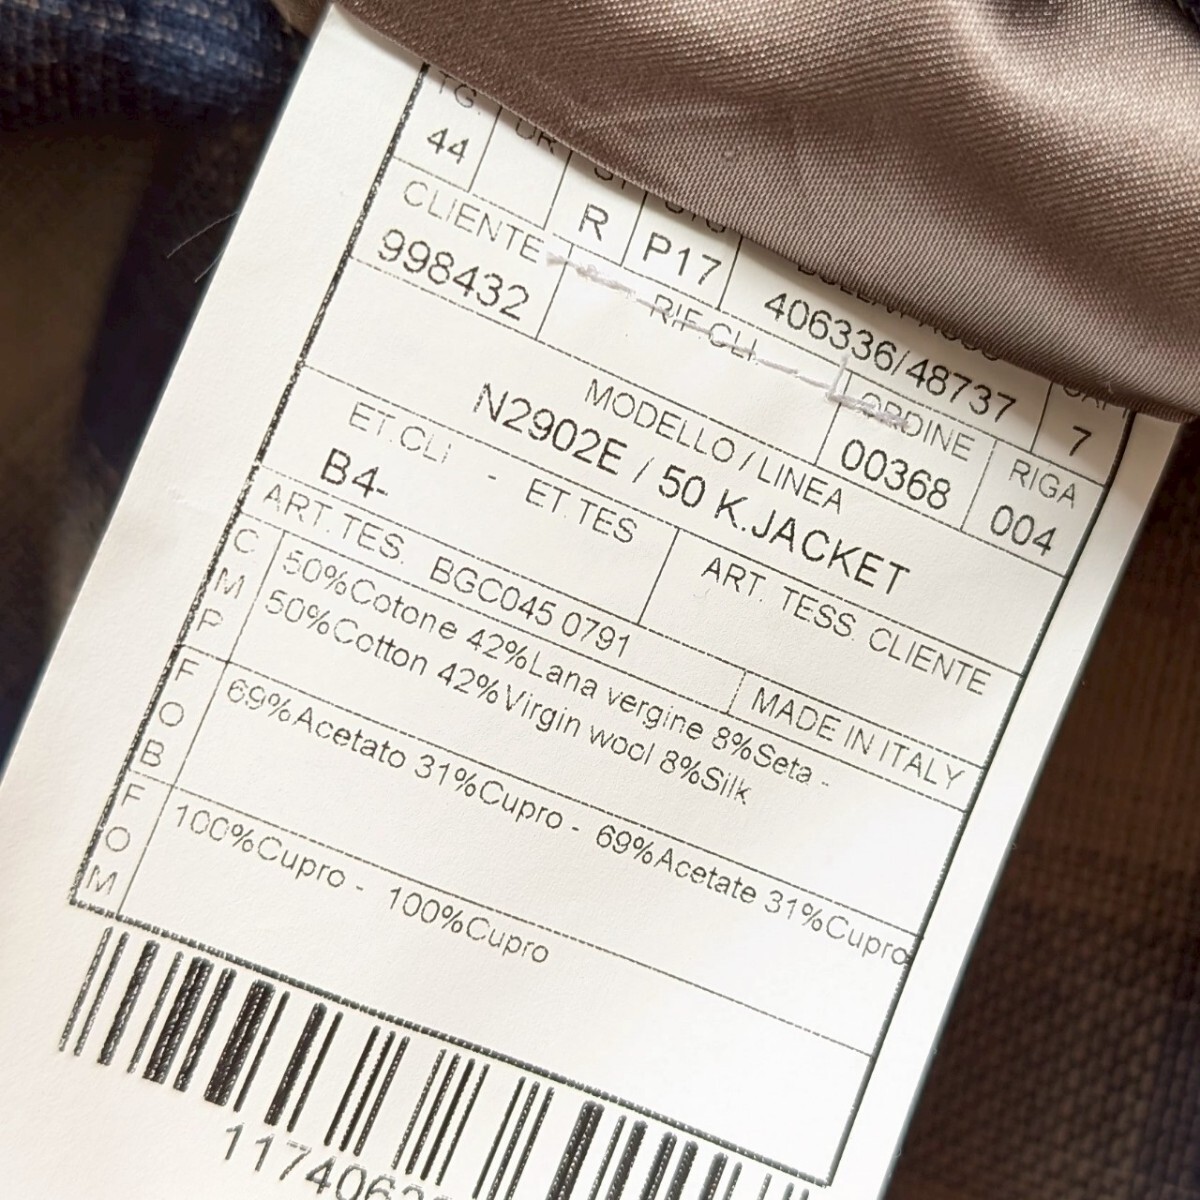 TG.
44
R
P17
406336/48737
7
CLIENTE
998432
RIF.CLI
ORDINE
00368
RIGA
004
MODELLO / LINEA
N2902E / 50 K.JACKET
ET.CLI - ET.TES
B4-
ART. TESS. CLIENTE
ART.TES. BGC045 0791
MADE IN ITALY
CMP
50%Cotone 42%Lana vergine 8%Seta -
50%Cotton 42%Virgin wool 8%Silk
FOB
69%Acetato 31%Cupro - 69%Acetate 31%Cupro
FOM
100%Cupro - 100%Cupro